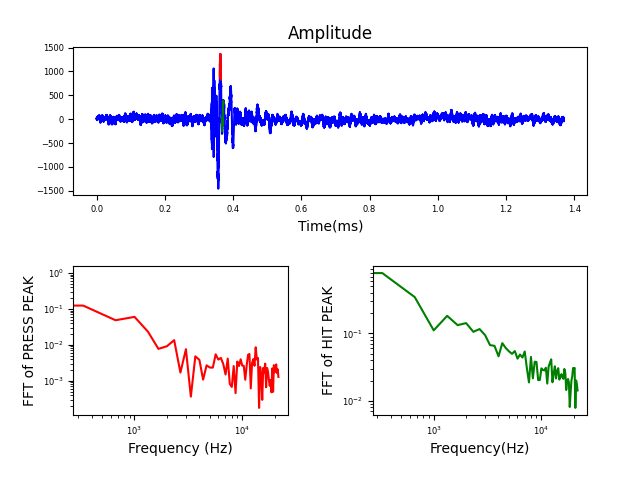 Amplitude
1500
1000
500
0
−500
−1000
−1500
0.0 0.2 0.4 0.6 0.8 1.0 1.2 1.4
Time(ms)
FFT of PRESS PEAK
10⁰
10⁻¹
10⁻²
10⁻³
10³ 10⁴
Frequency (Hz)
FFT of HIT PEAK
10⁻¹
10⁻²
10³ 10⁴
Frequency(Hz)